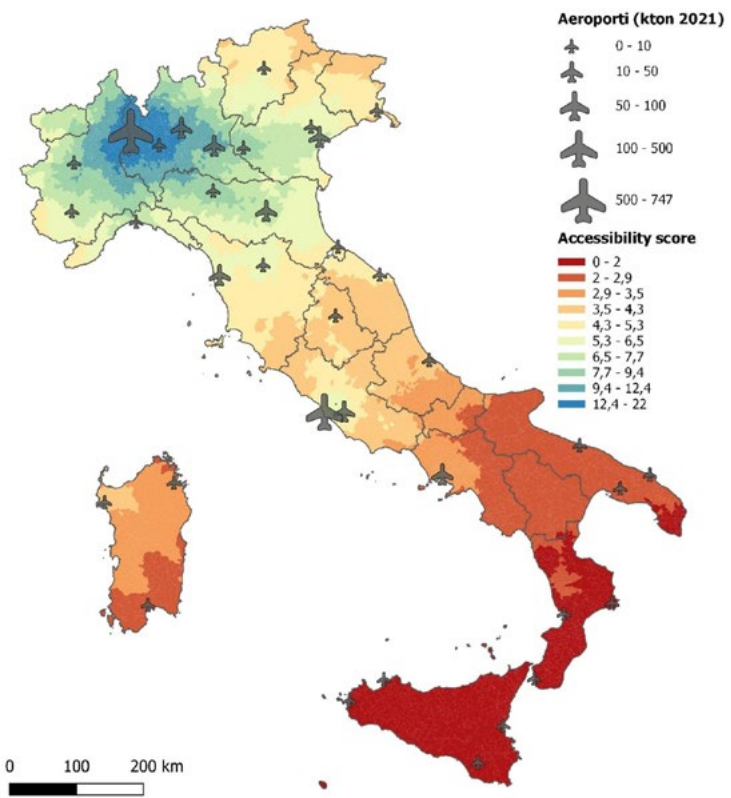 Aeroporti (kton 2021)
0 - 10
10 - 50
50 - 100
100 - 500
500 - 747
Accessibility score
0 - 2
2 - 2,9
2,9 - 3,5
3,5 - 4,3
4,3 - 5,3
5,3 - 6,5
6,5 - 7,7
7,7 - 9,4
9,4 - 12,4
12,4 - 22
0 100 200 km